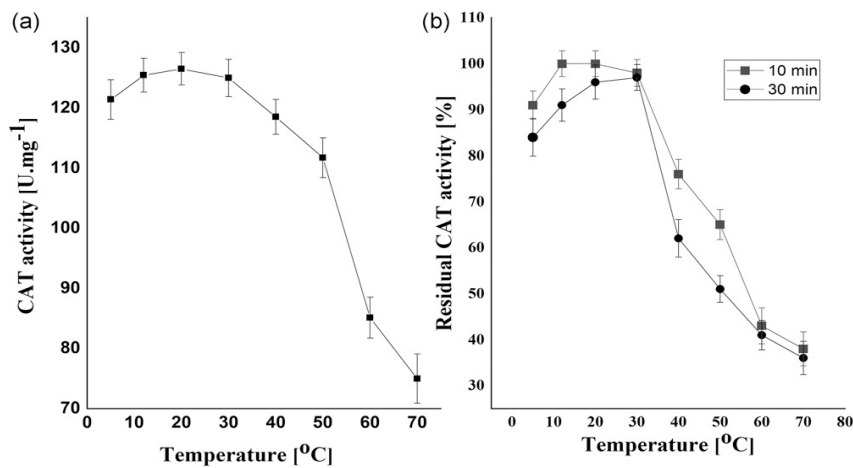 (a)
CAT activity [U.mg-1]
130
120
110
100
90
80
70
0 10 20 30 40 50 60 70
Temperature [oC]
(b)
Residual CAT activity [%]
110
100
90
80
70
60
50
40
30
0 10 20 30 40 50 60 70 80
Temperature [oC]
10 min
30 min